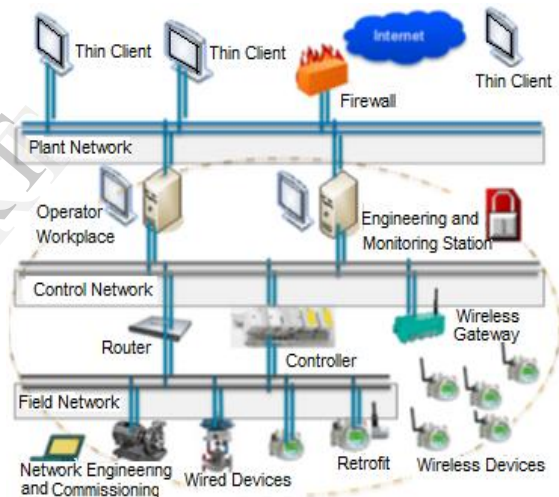 Thin Client
Thin Client
Internet
Thin Client
Firewall
Plant Network
Operator
Workplace
Engineering and
Monitoring Station
Control Network
Router
Controller
Wireless
Gateway
Field Network
Network Engineering
and Commissioning
Wired Devices
Retrofit
Wireless Devices